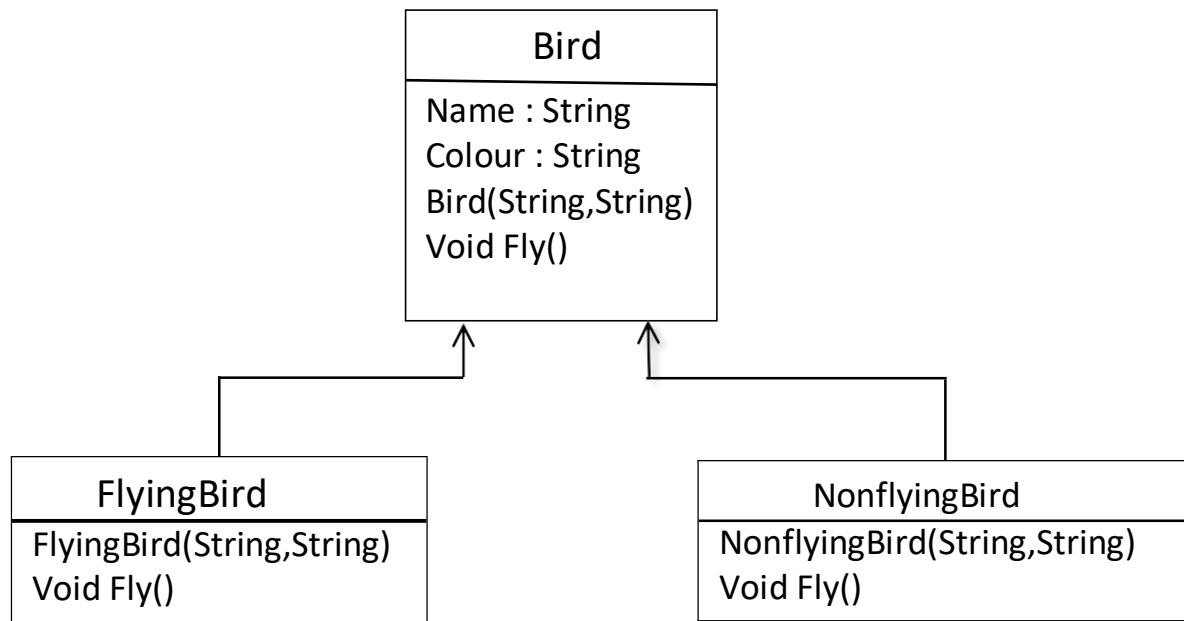 Bird
Name : String
Colour : String
Bird(String,String)
Void Fly()
FlyingBird
FlyingBird(String,String)
Void Fly()
NonflyingBird
NonflyingBird(String,String)
Void Fly()